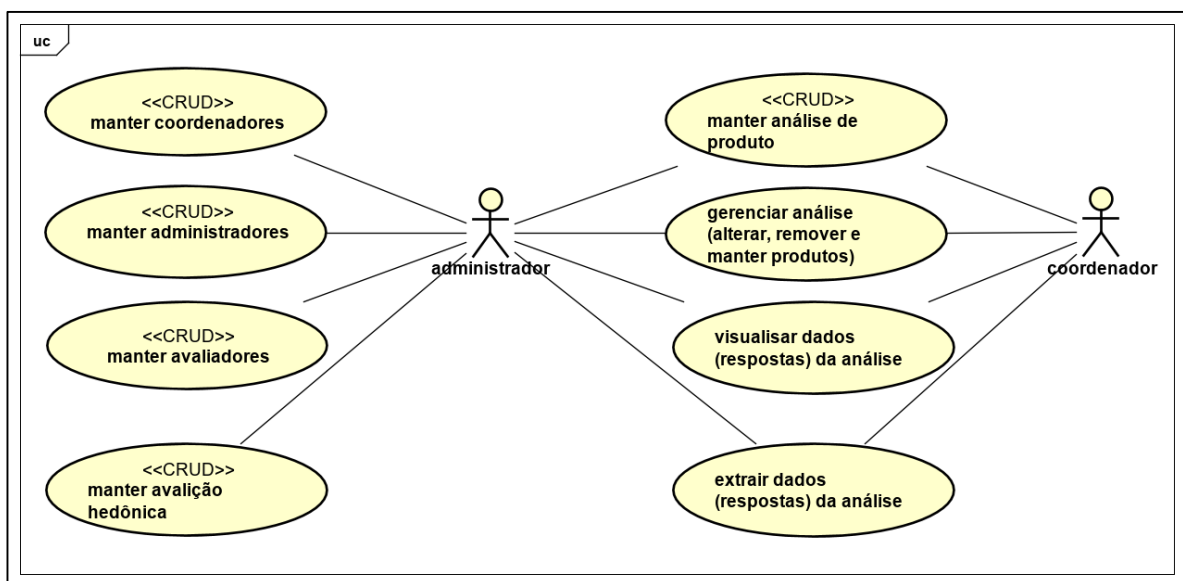 uc
<<CRUD>>
manter coordenadores
<<CRUD>>
manter administradores
<<CRUD>>
manter avaliadores
<<CRUD>>
manter avalição
hedônica
administrador
<<CRUD>>
manter análise de
produto
gerenciar análise
(alterar, remover e
manter produtos)
visualisar dados
(respostas) da análise
extrair dados
(respostas) da análise
coordenador